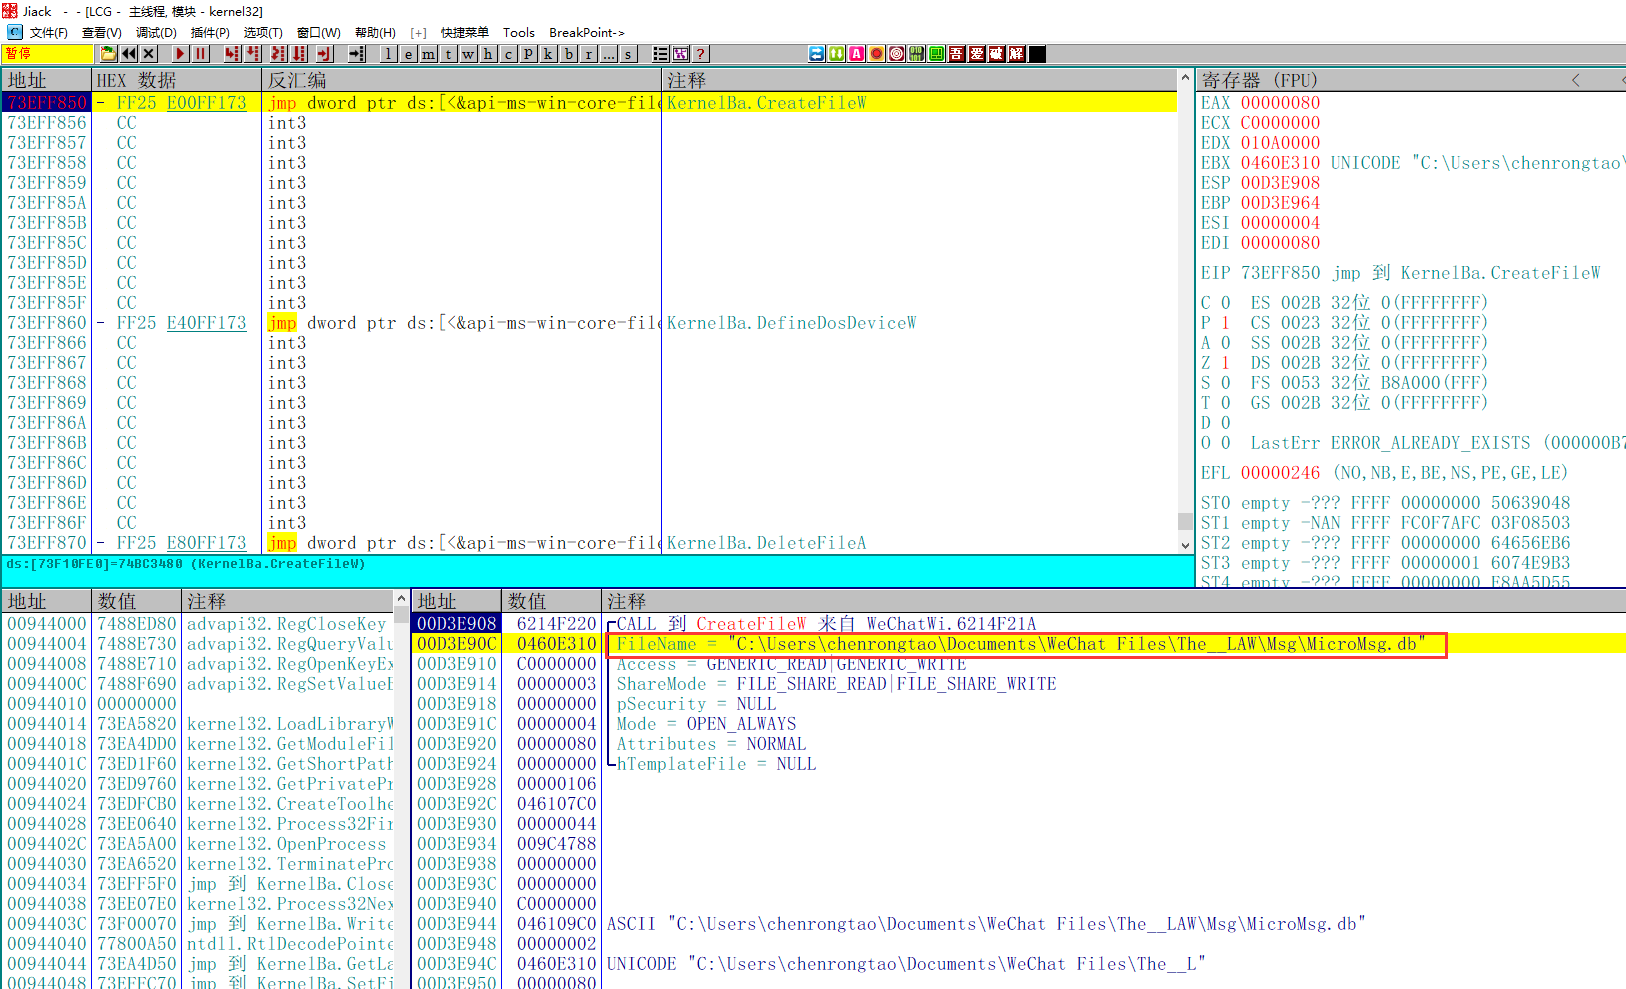 Jiack - - [LCG - 主线程, 模块 - kernel32]
文件(F) 查看(V) 调试(D) 插件(P) 选项(T) 窗口(W) 帮助(H) [+] 快捷菜单 Tools BreakPoint->
暂停 l e m t w h c p k b r ... s ? 吾 爱 破 解
地址 HEX 数据 反汇编 注释
73EFF850 - FF25 E00FF173 jmp dword ptr ds:[<&api-ms-win-core-file KernelBa.CreateFileW
73EFF856 CC int3
73EFF857 CC int3
73EFF858 CC int3
73EFF859 CC int3
73EFF85A CC int3
73EFF85B CC int3
73EFF85C CC int3
73EFF85D CC int3
73EFF85E CC int3
73EFF85F CC int3
73EFF860 - FF25 E40FF173 jmp dword ptr ds:[<&api-ms-win-core-file KernelBa.DefineDosDeviceW
73EFF866 CC int3
73EFF867 CC int3
73EFF868 CC int3
73EFF869 CC int3
73EFF86A CC int3
73EFF86B CC int3
73EFF86C CC int3
73EFF86D CC int3
73EFF86E CC int3
73EFF86F CC int3
73EFF870 - FF25 E80FF173 jmp dword ptr ds:[<&api-ms-win-core-file KernelBa.DeleteFileA
ds:[73F10FE0]=74BC3480 (KernelBa.CreateFileW)
寄存器 (FPU)
EAX 00000080
ECX C0000000
EDX 010A0000
EBX 0460E310 UNICODE "C:\Users\chenrongtao\
ESP 00D3E908
EBP 00D3E964
ESI 00000004
EDI 00000080
EIP 73EFF850 jmp 到 KernelBa.CreateFileW
C 0 ES 002B 32位 0(FFFFFFFF)
P 1 CS 0023 32位 0(FFFFFFFF)
A 0 SS 002B 32位 0(FFFFFFFF)
Z 1 DS 002B 32位 0(FFFFFFFF)
S 0 FS 0053 32位 B8A000(FFF)
T 0 GS 002B 32位 0(FFFFFFFF)
D 0
O 0 LastErr ERROR_ALREADY_EXISTS (000000B7
EFL 00000246 (NO,NB,E,BE,NS,PE,GE,LE)
ST0 empty -??? FFFF 00000000 50639048
ST1 empty -NAN FFFF FC0F7AFC 03F08503
ST2 empty -??? FFFF 00000000 64656EB6
ST3 empty -??? FFFF 00000001 6074E9B3
ST4 empty -??? FFFF 00000000 E8AA5D55
地址 数值 注释
00944000 7488ED80 advapi32.RegCloseKey
00944004 7488E730 advapi32.RegQueryValu
00944008 7488E710 advapi32.RegOpenKeyEx
0094400C 7488F690 advapi32.RegSetValueE
00944010 00000000
00944014 73EA5820 kernel32.LoadLibraryW
00944018 73EA4DD0 kernel32.GetModuleFil
0094401C 73ED1F60 kernel32.GetShortPath
00944020 73ED9760 kernel32.GetPrivatePr
00944024 73EDFCB0 kernel32.CreateToolhe
00944028 73EE0640 kernel32.Process32Fir
0094402C 73EA5A00 kernel32.OpenProcess
00944030 73EA6520 kernel32.TerminatePro
00944034 73EFF5F0 jmp 到 KernelBa.Close
00944038 73EE07E0 kernel32.Process32Nex
0094403C 73F00070 jmp 到 KernelBa.Write
00944040 77800A50 ntdll.RtlDecodePointe
00944044 73EA4D50 jmp 到 KernelBa.GetLa
00944048 73EFFC70 jmp 到 KernelBa.SetFi
地址 数值 注释
00D3E908 6214F220 CALL 到 CreateFileW 来自 WeChatWi.6214F21A
00D3E90C 0460E310 FileName = "C:\Users\chenrongtao\Documents\WeChat Files\The__LAW\Msg\MicroMsg.db"
00D3E910 C0000000 Access = GENERIC_READ|GENERIC_WRITE
00D3E914 00000003 ShareMode = FILE_SHARE_READ|FILE_SHARE_WRITE
00D3E918 00000000 pSecurity = NULL
00D3E91C 00000004 Mode = OPEN_ALWAYS
00D3E920 00000080 Attributes = NORMAL
00D3E924 00000000 hTemplateFile = NULL
00D3E928 00000106
00D3E92C 046107C0
00D3E930 00000044
00D3E934 009C4788
00D3E938 00000000
00D3E93C 00000000
00D3E940 C0000000
00D3E944 046109C0 ASCII "C:\Users\chenrongtao\Documents\WeChat Files\The__LAW\Msg\MicroMsg.db"
00D3E948 00000002
00D3E94C 0460E310 UNICODE "C:\Users\chenrongtao\Documents\WeChat Files\The__L"
00D3E950 00000080